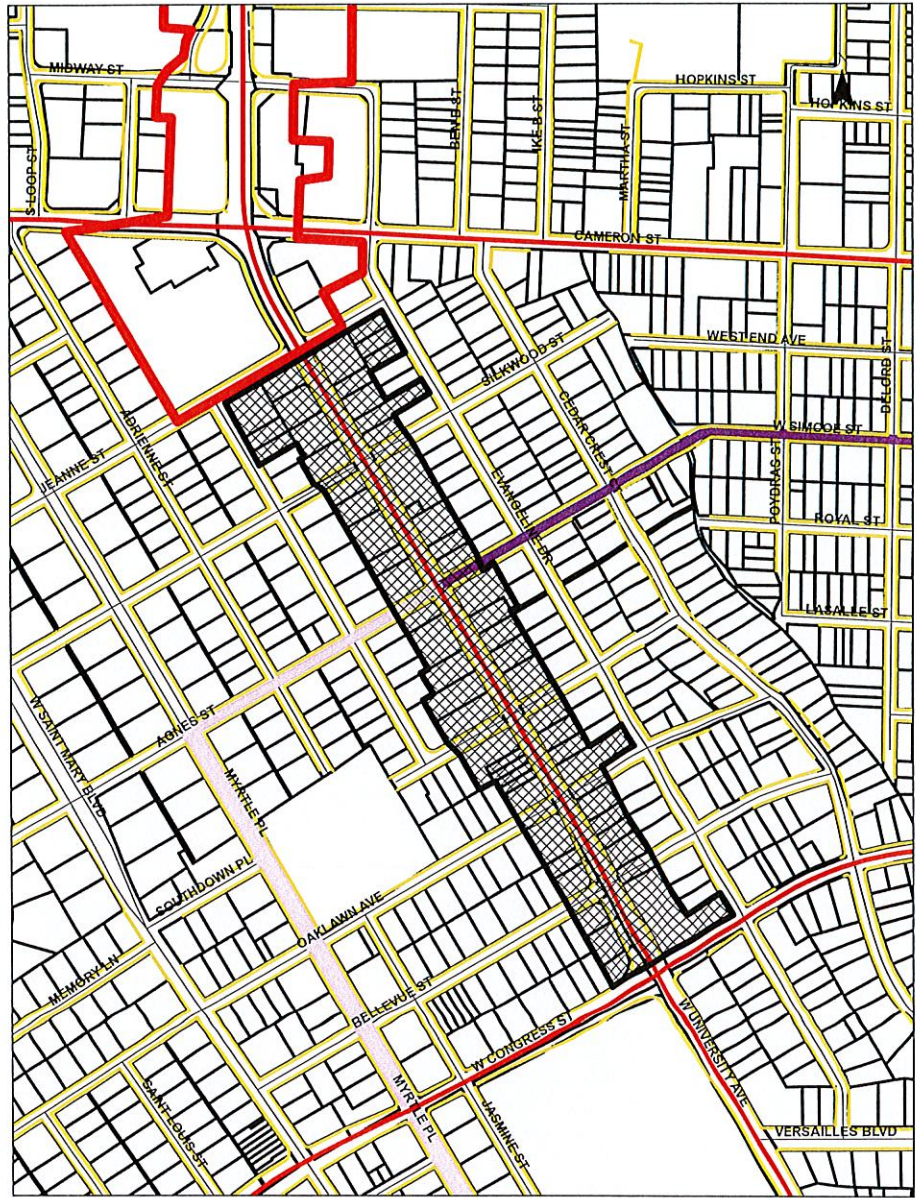 MIDWAY ST
HOPKINS ST
HOPKINS ST
S LOOP ST
BEN B ST
IKE B ST
MARTHA ST
CAMERON ST
WEST END AVE
DELORD ST
SILKWOOD ST
CEDAR CREST CT
W SIMCOE ST
POYDRAS ST
ROYAL ST
ADRIENNE ST
JEANNE ST
EVANGELINE DR
LASALLE ST
AGNES ST
W SAINT MARY BLVD
MYRTLE PL
SOUTHDOWN PL
OAKLAWN AVE
MEMORY LN
BELLEVUE ST
W CONGRESS ST
W UNIVERSITY AVE
SAINT LOUIS ST
MYRTLE PL
JASMINE ST
VERSAILLES BLVD